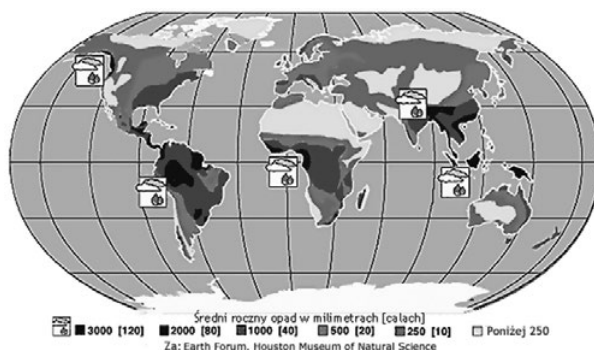 Średni roczny opad w milimetrach [calach]
3000 [120] 2000 [80] 1000 [40] 500 [20] 250 [10] Poniżej 250
Za: Earth Forum, Houston Museum of Natural Science